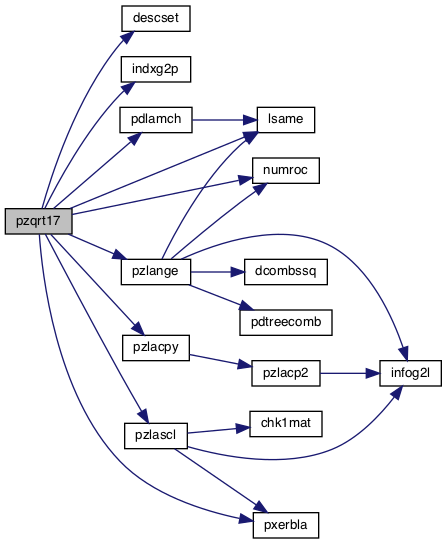 descset
indxg2p
pdlamch
lsame
numroc
pzqrt17
pzlange
dcombssq
pdtreecomb
pzlacpy
pzlacp2
infog2l
pzlascl
chk1mat
pxerbla